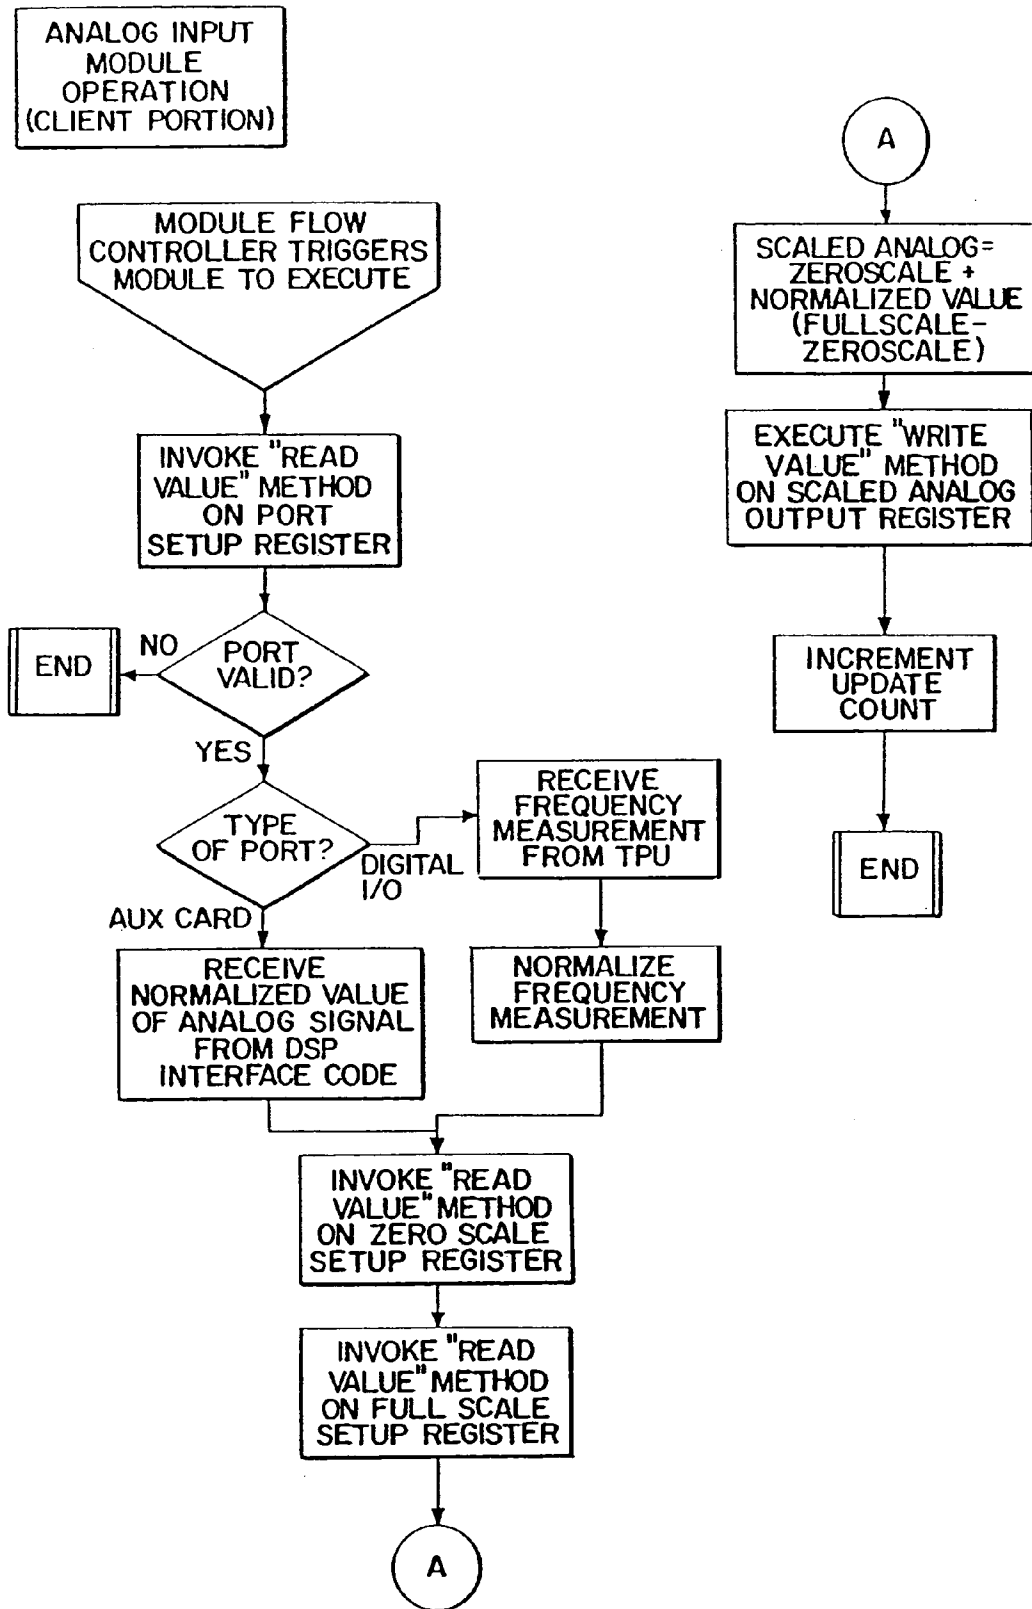 ANALOG INPUT
MODULE
OPERATION
(CLIENT PORTION)
MODULE FLOW
CONTROLLER TRIGGERS
MODULE TO EXECUTE
INVOKE "READ
VALUE" METHOD
ON PORT
SETUP REGISTER
PORT
VALID?
NO
END
YES
TYPE
OF PORT?
DIGITAL
I/O
AUX CARD
RECEIVE
FREQUENCY
MEASUREMENT
FROM TPU
NORMALIZE
FREQUENCY
MEASUREMENT
RECEIVE
NORMALIZED VALUE
OF ANALOG SIGNAL
FROM DSP
INTERFACE CODE
INVOKE "READ
VALUE" METHOD
ON ZERO SCALE
SETUP REGISTER
INVOKE "READ
VALUE" METHOD
ON FULL SCALE
SETUP REGISTER
A
A
SCALED ANALOG=
ZEROSCALE +
NORMALIZED VALUE
(FULLSCALE-
ZEROSCALE)
EXECUTE "WRITE
VALUE" METHOD
ON SCALED ANALOG
OUTPUT REGISTER
INCREMENT
UPDATE
COUNT
END